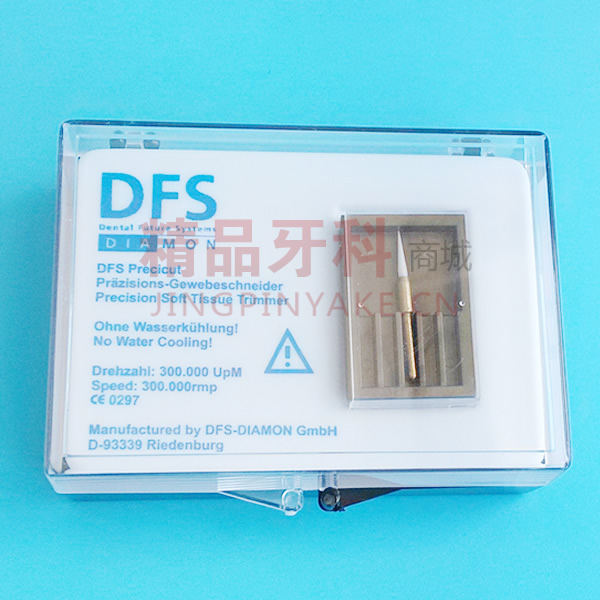 DFS
Dental Future Systems
DIAMON
精品牙科商城
JINGPINYAKE.CN
DFS Precicut
Präzisions-Gewebeschneider
Precision Soft Tissue Trimmer
Ohne Wasserkühlung!
No Water Cooling!
Drehzahl: 300.000 UpM
Speed: 300.000rmp
CE 0297
Manufactured by DFS-DIAMON GmbH
D-93339 Riedenburg